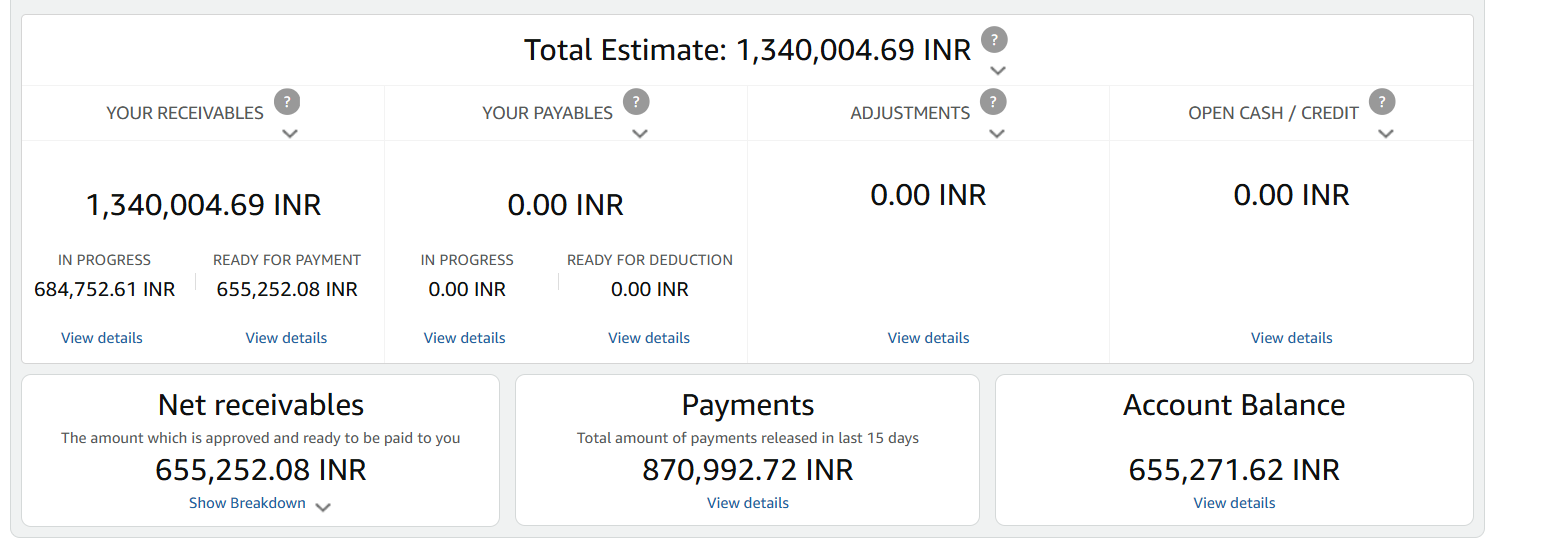 Total Estimate: 1,340,004.69 INR ?
YOUR RECEIVABLES ? YOUR PAYABLES ? ADJUSTMENTS ? OPEN CASH / CREDIT ?
1,340,004.69 INR 0.00 INR 0.00 INR 0.00 INR
IN PROGRESS READY FOR PAYMENT IN PROGRESS READY FOR DEDUCTION
684,752.61 INR 655,252.08 INR 0.00 INR 0.00 INR
View details View details View details View details View details View details
Net receivables Payments Account Balance
The amount which is approved and ready to be paid to you Total amount of payments released in last 15 days
655,252.08 INR 870,992.72 INR 655,271.62 INR
Show Breakdown View details View details